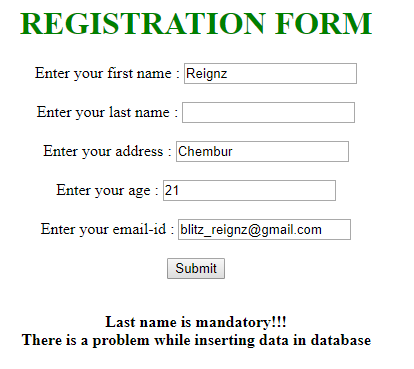 REGISTRATION FORM
Enter your first name : Reignz
Enter your last name :
Enter your address : Chembur
Enter your age : 21
Enter your email-id : blitz_reignz@gmail.com
Submit
Last name is mandatory!!!
There is a problem while inserting data in database